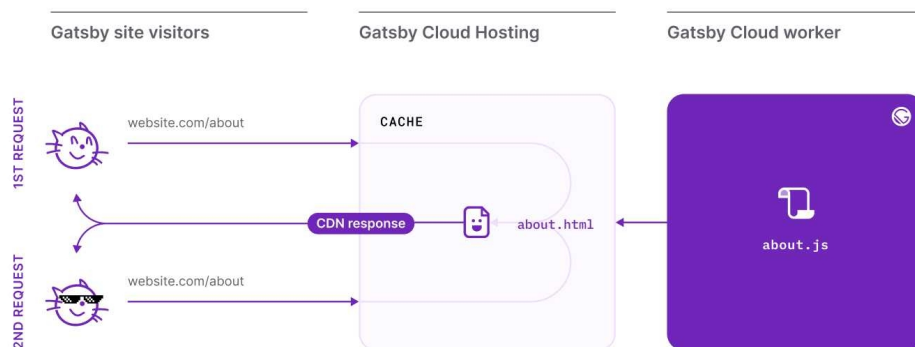 Gatsby site visitors
Gatsby Cloud Hosting
Gatsby Cloud worker
1ST REQUEST
website.com/about
CACHE
CDN response
about.html
about.js
2ND REQUEST
website.com/about